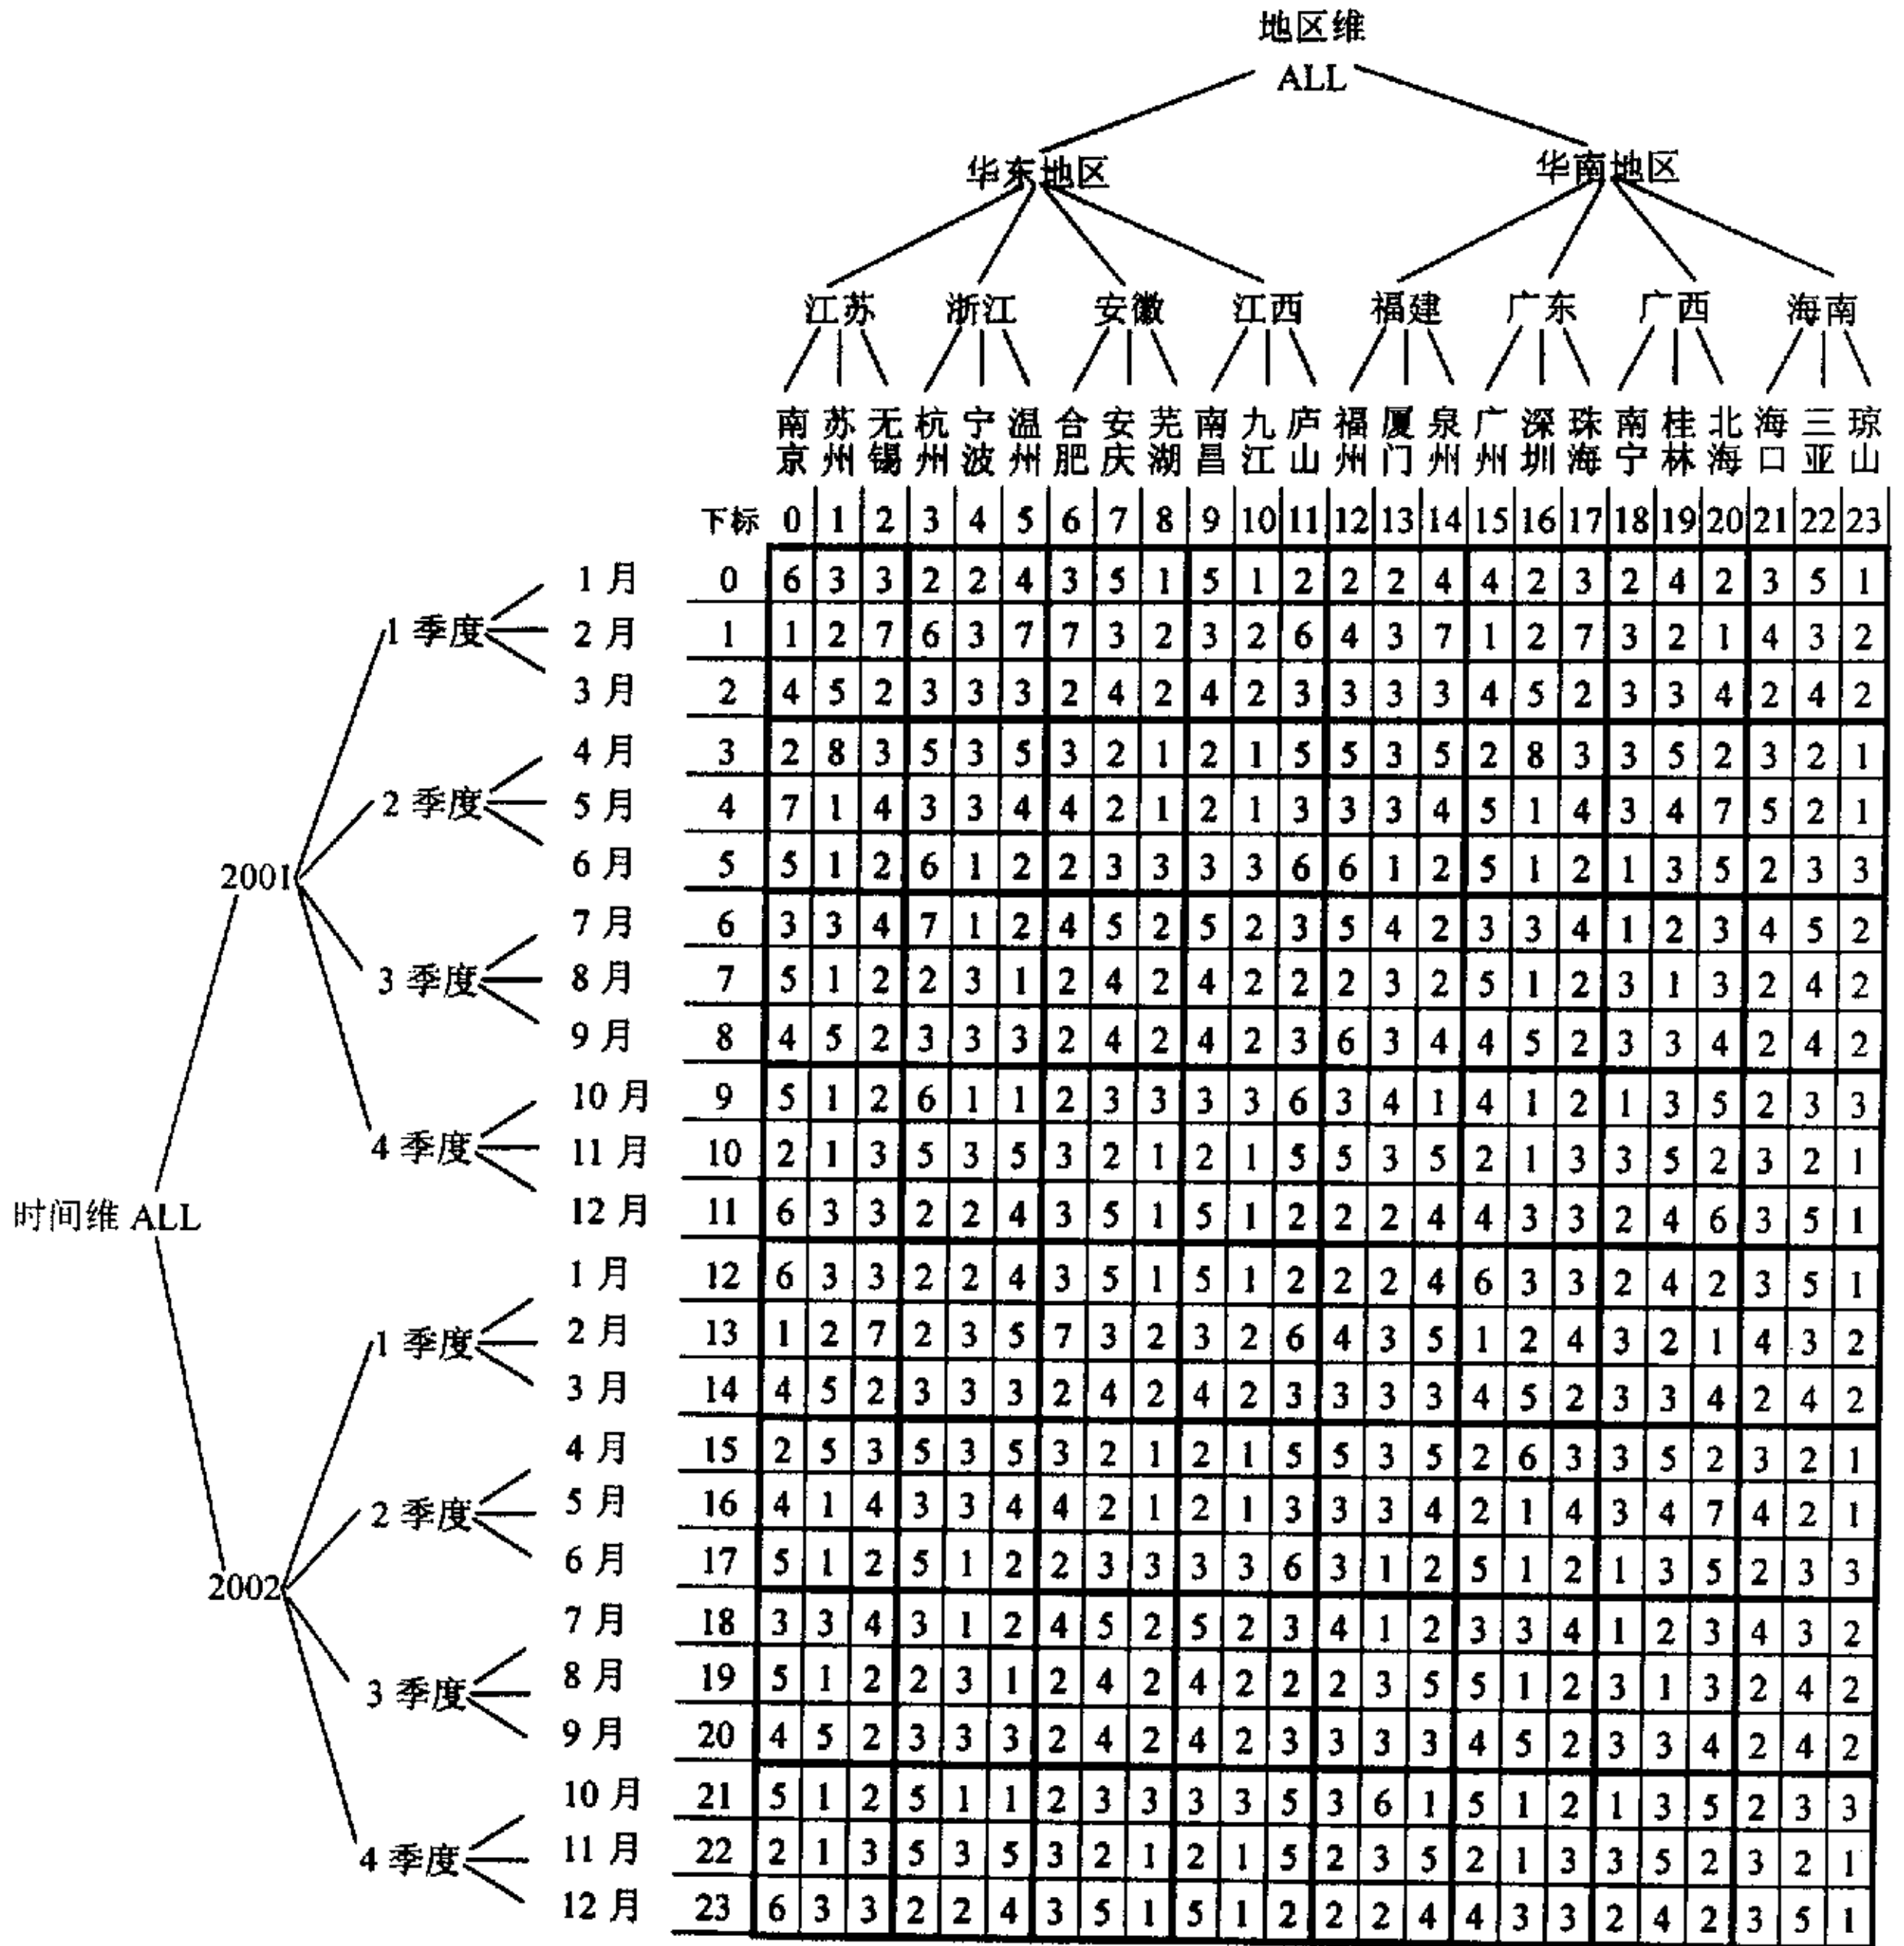 地区维
ALL
华东地区 华南地区
江苏 浙江 安徽 江西 福建 广东 广西 海南
南京 苏州 无锡 杭州 宁波 温州 合肥 安庆 芜湖 南昌 九江 庐山 福州 厦门 泉州 广州 深圳 珠海 南宁 桂林 北海 海口 三亚 琼山
下标 0 1 2 3 4 5 6 7 8 9 10 11 12 13 14 15 16 17 18 19 20 21 22 23
1月 0 6 3 3 2 2 4 3 5 1 5 1 2 2 2 4 4 2 3 2 4 2 3 5 1
1季度 2月 1 1 2 7 6 3 7 7 3 2 3 2 6 4 3 7 1 2 7 3 2 1 4 3 2
3月 2 4 5 2 3 3 3 2 4 2 4 2 3 3 3 3 4 5 2 3 3 4 2 4 2
4月 3 2 8 3 5 3 5 3 2 1 2 1 5 5 3 5 2 8 3 3 5 2 3 2 1
2季度 5月 4 7 1 4 3 3 4 4 2 1 2 1 3 3 3 4 5 1 4 3 4 7 5 2 1
2001 6月 5 5 1 2 6 1 2 2 3 3 3 3 6 6 1 2 5 1 2 1 3 5 2 3 3
7月 6 3 3 4 7 1 2 4 5 2 5 2 3 5 4 2 3 3 4 1 2 3 4 5 2
3季度 8月 7 5 1 2 2 3 1 2 4 2 4 2 2 2 3 2 5 1 2 3 1 3 2 4 2
9月 8 4 5 2 3 3 3 2 4 2 4 2 3 6 3 4 4 5 2 3 3 4 2 4 2
10月 9 5 1 2 6 1 1 2 3 3 3 3 6 3 4 1 4 1 2 1 3 5 2 3 3
4季度 11月 10 2 1 3 5 3 5 3 2 1 2 1 5 5 3 5 2 1 3 3 5 2 3 2 1
时间维 ALL 12月 11 6 3 3 2 2 4 3 5 1 5 1 2 2 2 4 4 3 3 2 4 6 3 5 1
1月 12 6 3 3 2 2 4 3 5 1 5 1 2 2 2 4 6 3 3 2 4 2 3 5 1
1季度 2月 13 1 2 7 2 3 5 7 3 2 3 2 6 4 3 5 1 2 4 3 2 1 4 3 2
3月 14 4 5 2 3 3 3 2 4 2 4 2 3 3 3 3 4 5 2 3 3 4 2 4 2
4月 15 2 5 3 5 3 5 3 2 1 2 1 5 5 3 5 2 6 3 3 5 2 3 2 1
2季度 5月 16 4 1 4 3 3 4 4 2 1 2 1 3 3 3 4 2 1 4 3 4 7 4 2 1
2002 6月 17 5 1 2 5 1 2 2 3 3 3 3 6 3 1 2 5 1 2 1 3 5 2 3 3
7月 18 3 3 4 3 1 2 4 5 2 5 2 3 4 1 2 3 3 4 1 2 3 4 3 2
3季度 8月 19 5 1 2 2 3 1 2 4 2 4 2 2 2 3 5 5 1 2 3 1 3 2 4 2
9月 20 4 5 2 3 3 3 2 4 2 4 2 3 3 3 3 4 5 2 3 3 4 2 4 2
10月 21 5 1 2 5 1 1 2 3 3 3 3 5 3 6 1 5 1 2 1 3 5 2 3 3
4季度 11月 22 2 1 3 5 3 5 3 2 1 2 1 5 2 3 5 2 1 3 3 5 2 3 2 1
12月 23 6 3 3 2 2 4 3 5 1 5 1 2 2 2 4 4 3 3 2 4 2 3 5 1